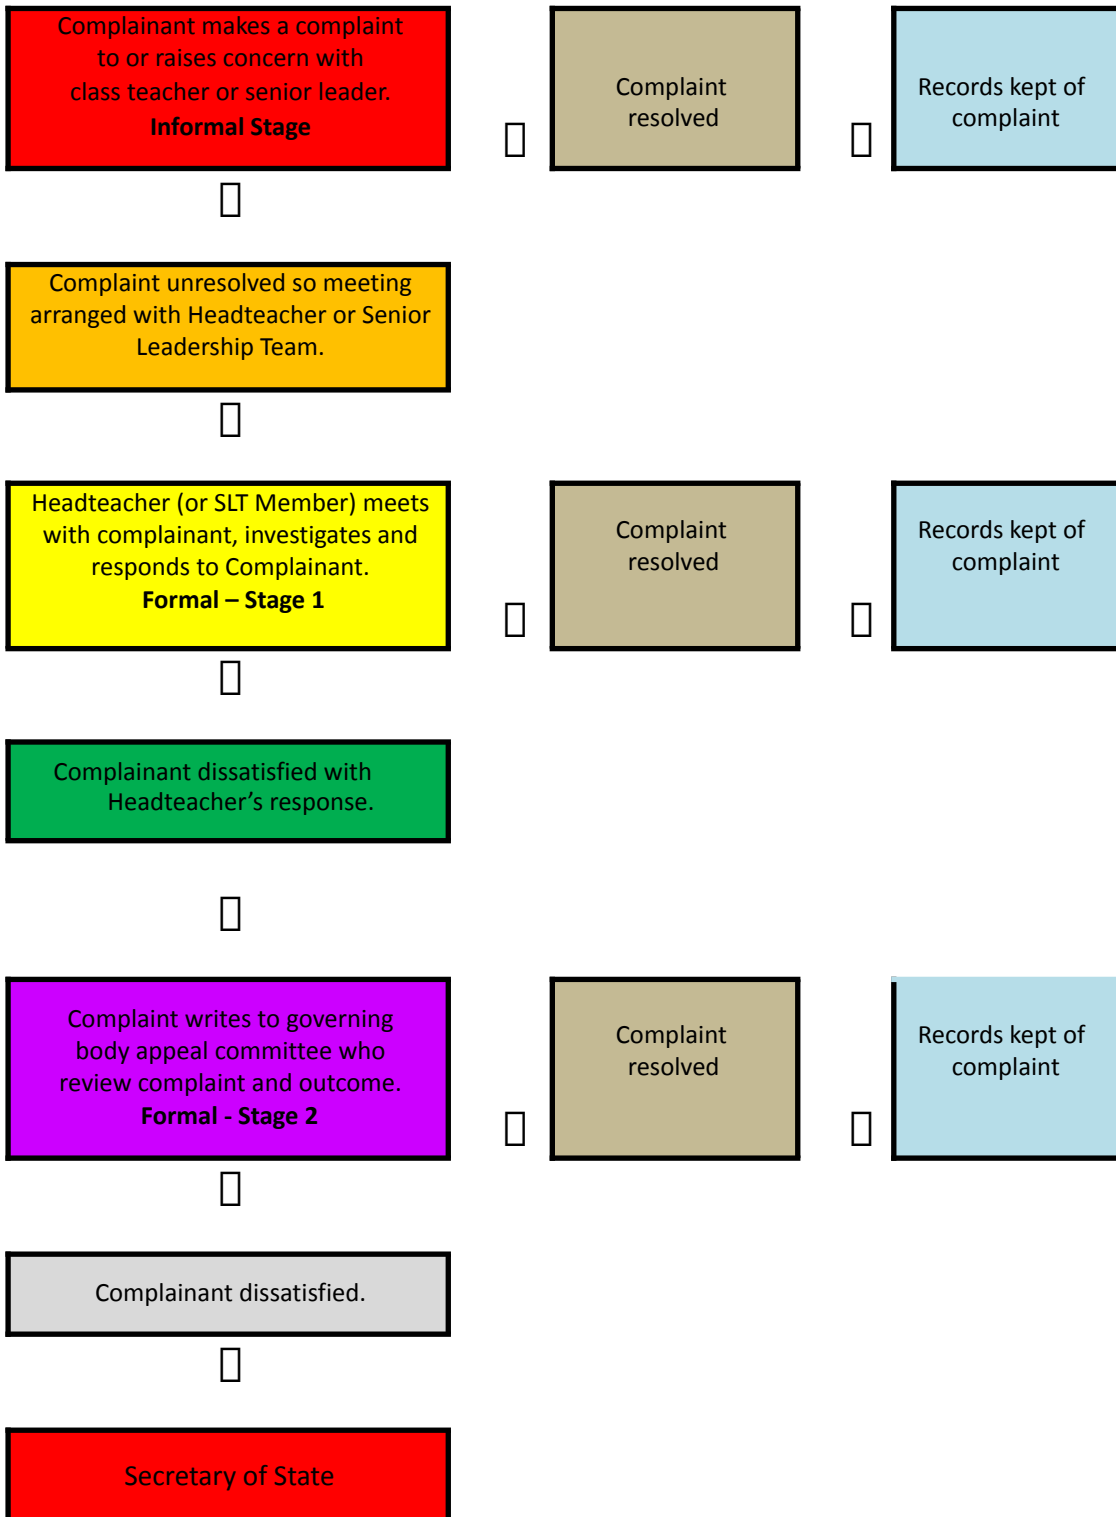 Complainant makes a complaint
to or raises concern with
class teacher or senior leader.
Informal Stage
Complaint
resolved
Records kept of
complaint
Complaint unresolved so meeting
arranged with Headteacher or Senior
Leadership Team.
Headteacher (or SLT Member) meets
with complainant, investigates and
responds to Complainant.
Formal – Stage 1
Complaint
resolved
Records kept of
complaint
Complainant dissatisfied with
Headteacher’s response.
Complaint writes to governing
body appeal committee who
review complaint and outcome.
Formal - Stage 2
Complaint
resolved
Records kept of
complaint
Complainant dissatisfied.
Secretary of State